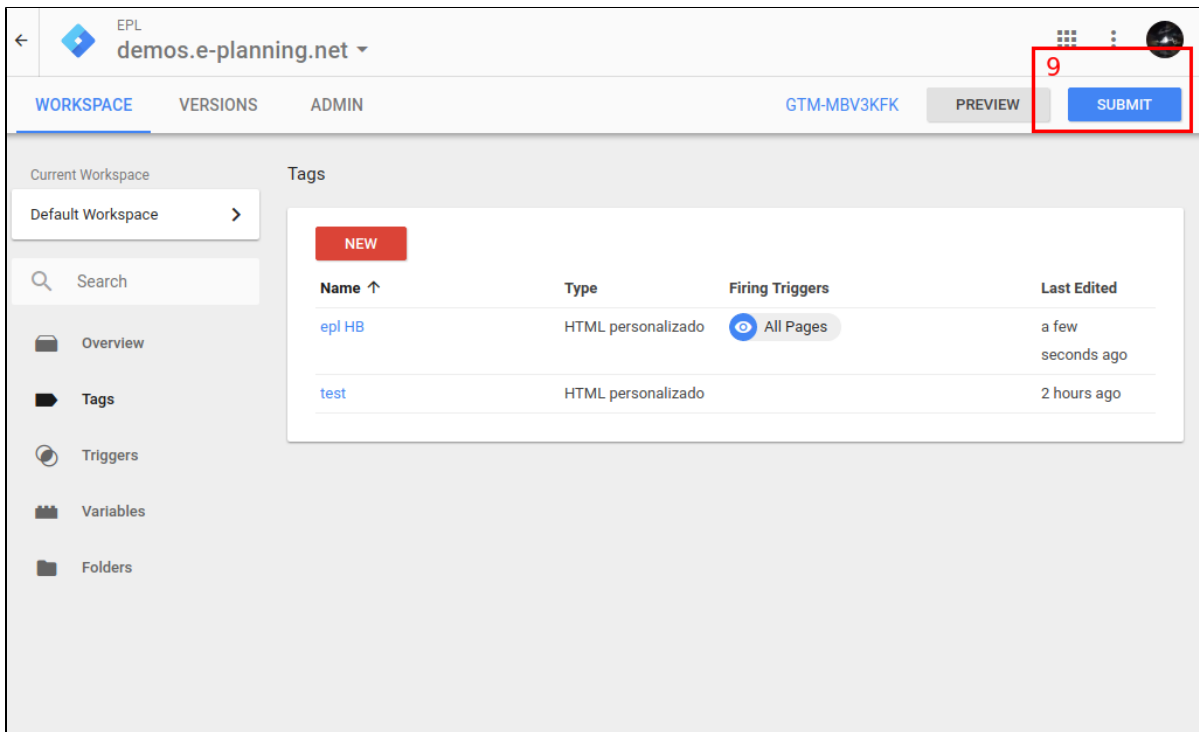 EPL
demos.e-planning.net
9
WORKSPACE VERSIONS ADMIN GTM-MBV3KFK PREVIEW SUBMIT
Current Workspace
Default Workspace
Search
Overview
Tags
Triggers
Variables
Folders
Tags
NEW
Name Type Firing Triggers Last Edited
epl HB HTML personalizado All Pages a few
seconds ago
test HTML personalizado 2 hours ago